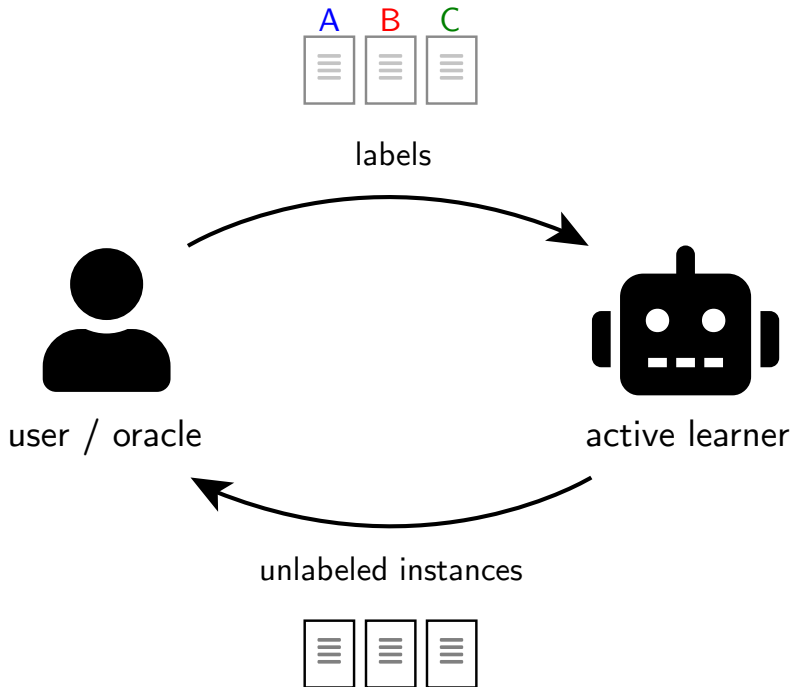 A B C
labels
user / oracle
active learner
unlabeled instances